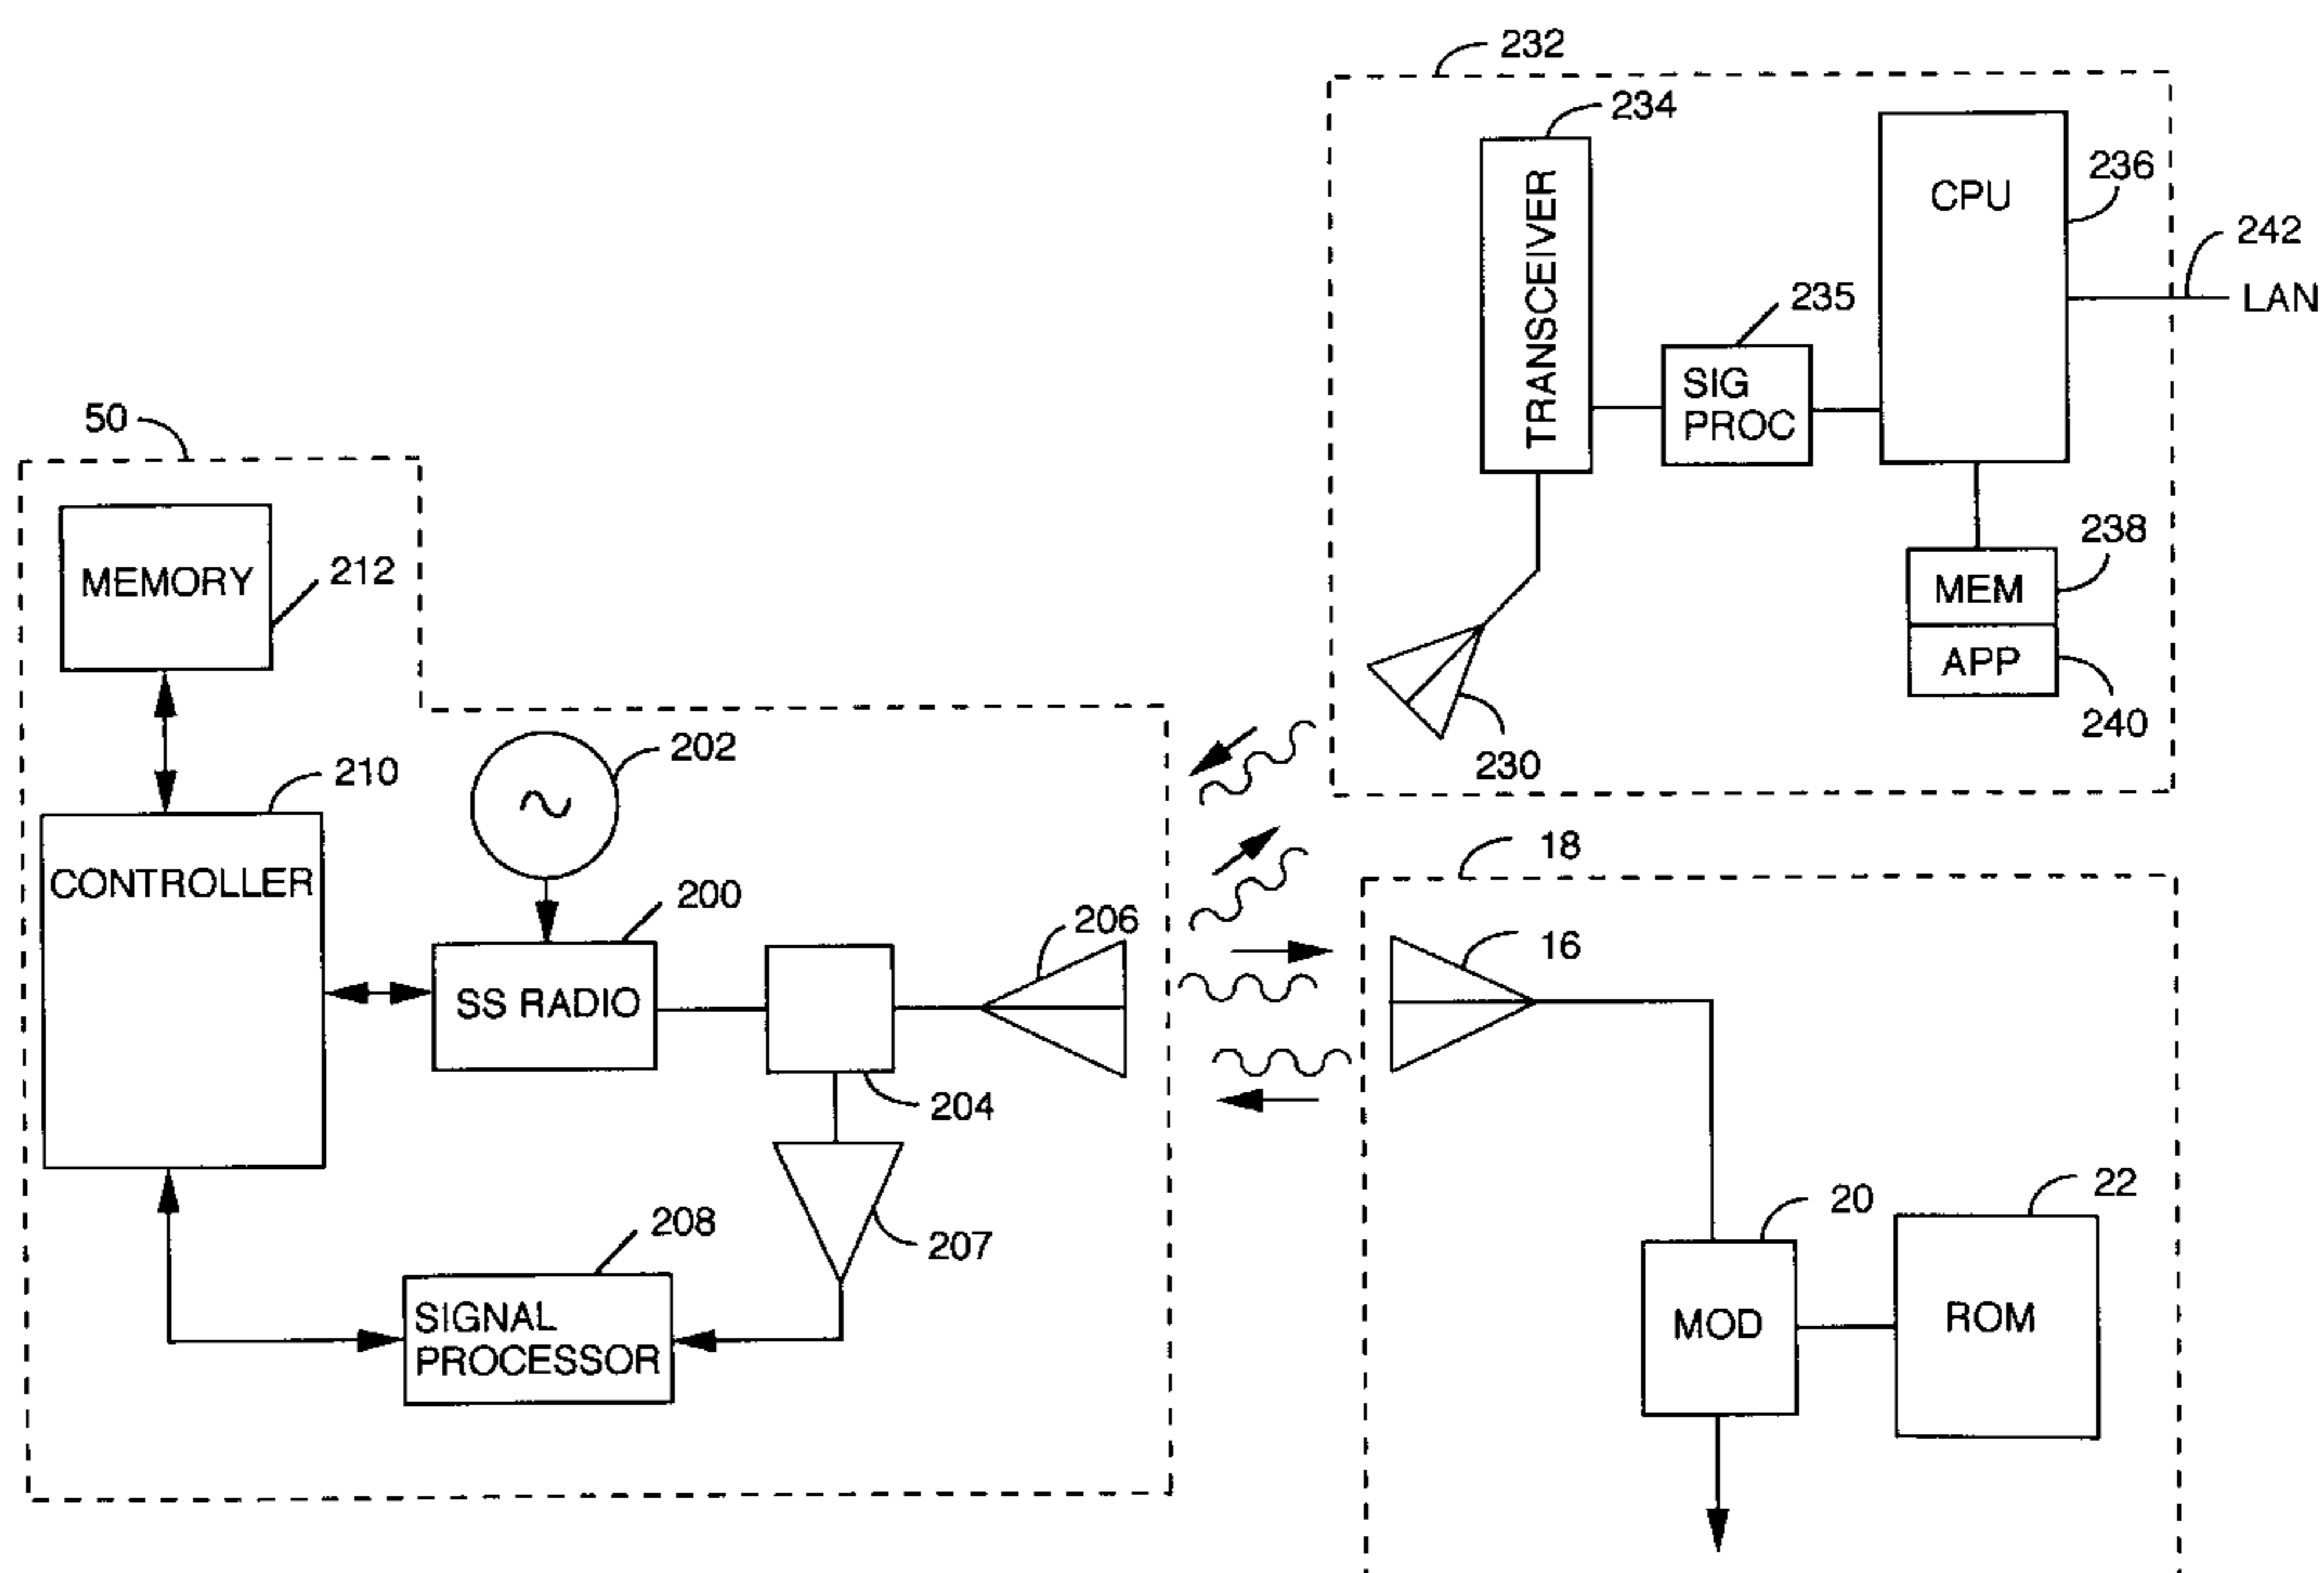 232
234
TRANSCEIVER
CPU
236
242
LAN
235
SIG
PROC
238
MEM
APP
240
230
50
MEMORY
212
210
CONTROLLER
202
200
SS RADIO
206
204
207
208
SIGNAL
PROCESSOR
18
16
20
22
MOD
ROM